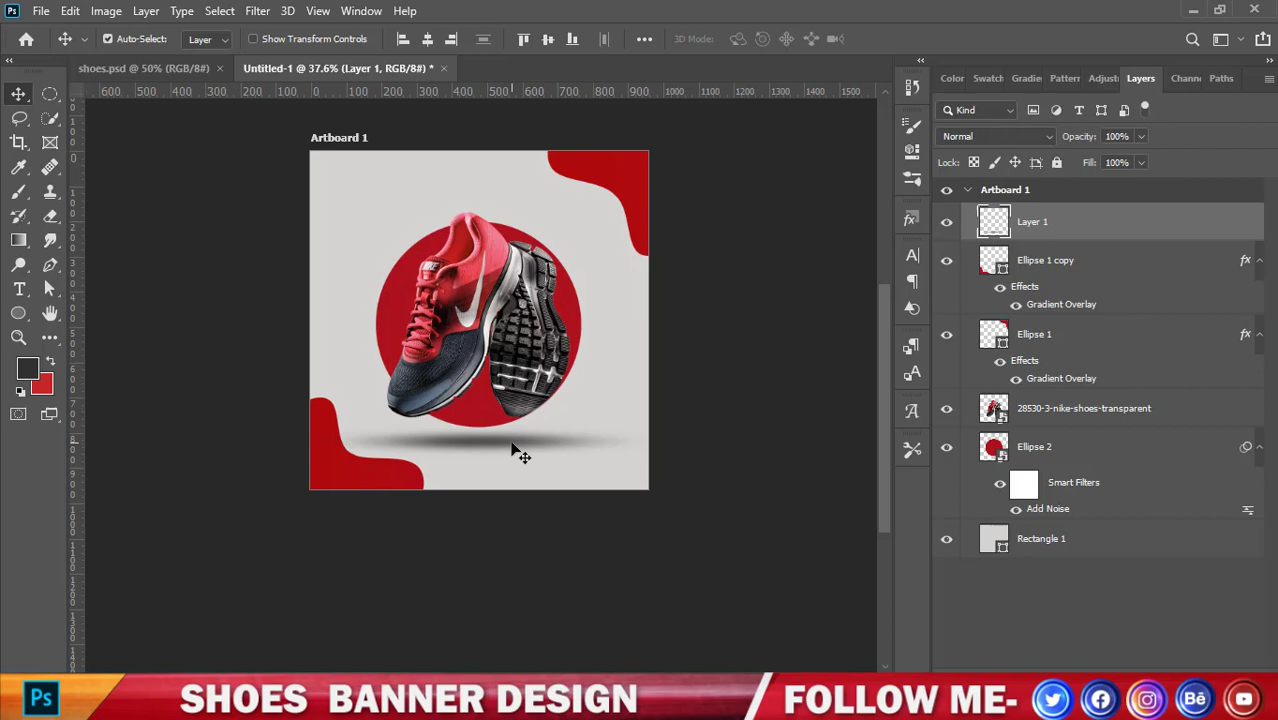 Ps File Edit Image Layer Type Select Filter 3D View Window Help
Auto-Select: Layer Show Transform Controls 3D Mode:
shoes.psd @ 50% (RGB/8#) × Untitled-1 @ 37.6% (Layer 1, RGB/8#) * ×
600 500 400 300 200 100 0 100 200 300 400 500 600 700 800 900 1000 1100 1200 1300 1400 1500
Color Swatch Gradie Patterr Adjust Layers Chann Paths
Kind
Normal Opacity: 100%
Lock: Fill: 100%
Artboard 1
Artboard 1
Layer 1
Ellipse 1 copy fx
Effects
Gradient Overlay
Ellipse 1 fx
Effects
Gradient Overlay
28530-3-nike-shoes-transparent
Ellipse 2
Smart Filters
Add Noise
Rectangle 1
Ps SHOES BANNER DESIGN FOLLOW ME-